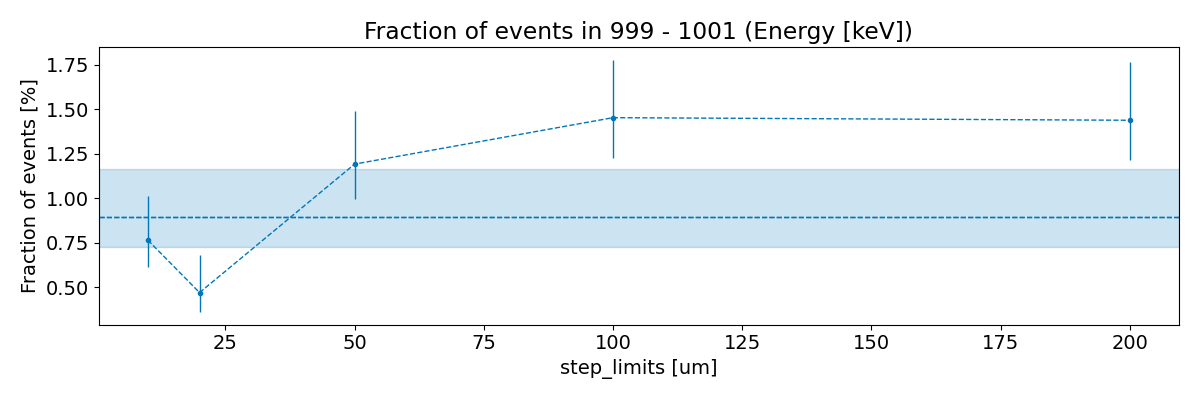 Fraction of events in 999 - 1001 (Energy [keV])
Fraction of events [%]
1.75
1.50
1.25
1.00
0.75
0.50
25 50 75 100 125 150 175 200
step_limits [um]